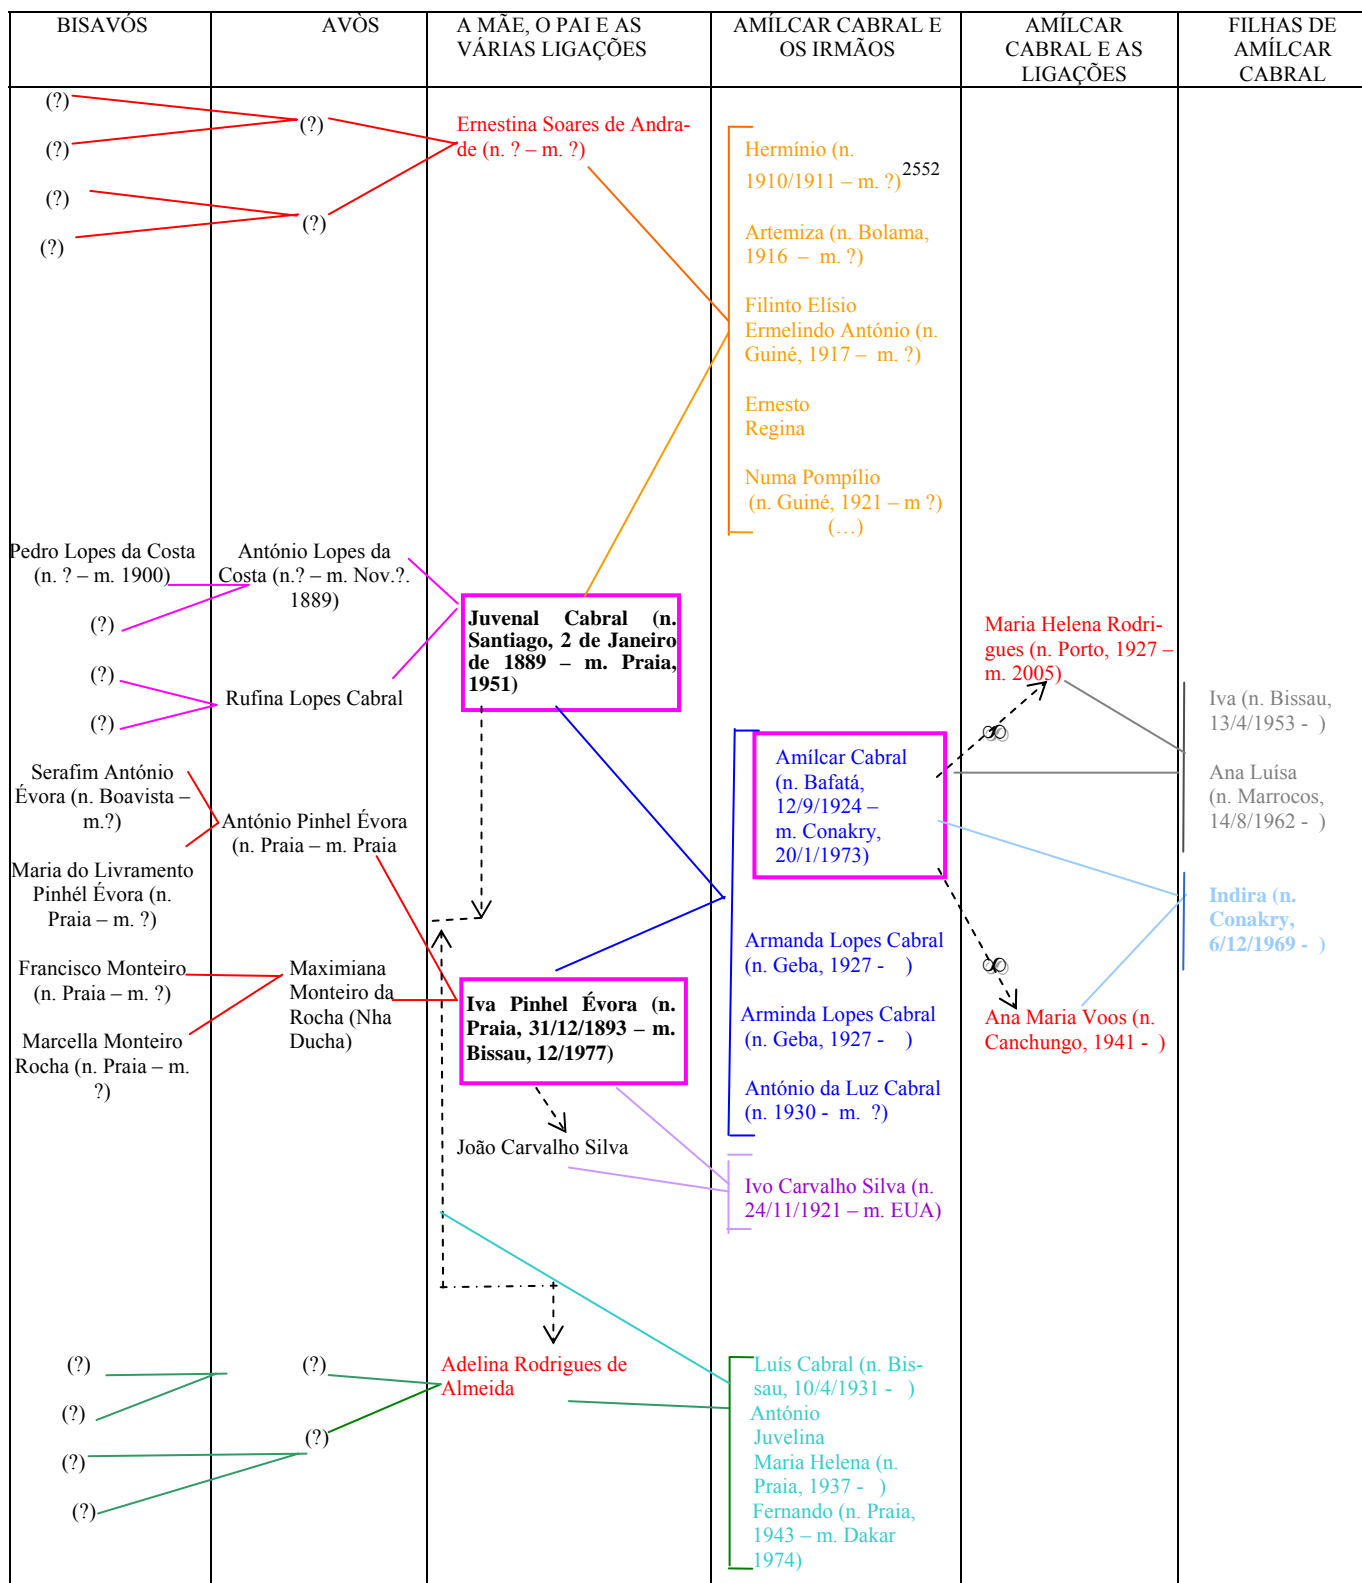 BISAVÓS
AVÒS
A MÃE, O PAI E AS
VÁRIAS LIGAÇÕES
AMÍLCAR CABRAL E
OS IRMÃOS
AMÍLCAR
CABRAL E AS
LIGAÇÕES
FILHAS DE
AMÍLCAR
CABRAL
(?)
(?)
(?)
(?)
(?)
(?)
Ernestina Soares de Andra-
de (n. ? – m. ?)
Hermínio (n.
1910/1911 – m. ?)2552
Artemiza (n. Bolama,
1916 – m. ?)
Filinto Elísio
Ermelindo António (n.
Guiné, 1917 – m. ?)
Ernesto
Regina
Numa Pompílio
(n. Guiné, 1921 – m ?)
(…)
Pedro Lopes da Costa
(n. ? – m. 1900)
(?)
(?)
(?)
António Lopes da
Costa (n.? – m. Nov.?.
1889)
Rufina Lopes Cabral
Juvenal Cabral (n.
Santiago, 2 de Janeiro
de 1889 – m. Praia,
1951)
Serafim António
Évora (n. Boavista –
m.?)
Maria do Livramento
Pinhél Évora (n.
Praia – m. ?)
Francisco Monteiro
(n. Praia – m. ?)
Marcella Monteiro
Rocha (n. Praia – m.
?)
António Pinhel Évora
(n. Praia – m. Praia
Maximiana
Monteiro da
Rocha (Nha
Ducha)
Iva Pinhel Évora (n.
Praia, 31/12/1893 – m.
Bissau, 12/1977)
João Carvalho Silva
Amílcar Cabral
(n. Bafatá,
12/9/1924 –
m. Conakry,
20/1/1973)
Armanda Lopes Cabral
(n. Geba, 1927 - )
Arminda Lopes Cabral
(n. Geba, 1927 - )
António da Luz Cabral
(n. 1930 - m. ?)
Ivo Carvalho Silva (n.
24/11/1921 – m. EUA)
Maria Helena Rodri-
gues (n. Porto, 1927 –
m. 2005)
Ana Maria Voos (n.
Canchungo, 1941 - )
Iva (n. Bissau,
13/4/1953 - )
Ana Luísa
(n. Marrocos,
14/8/1962 - )
Indira (n.
Conakry,
6/12/1969 - )
(?)
(?)
(?)
(?)
(?)
(?)
Adelina Rodrigues de
Almeida
Luís Cabral (n. Bis-
sau, 10/4/1931 - )
António
Juvelina
Maria Helena (n.
Praia, 1937 - )
Fernando (n. Praia,
1943 – m. Dakar
1974)